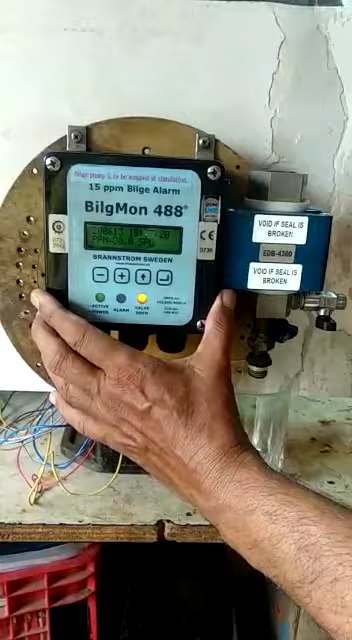 Bilge pump is to be stopped at simulation.
15 ppm Bilge Alarm
BilgMon 488®
BRANNSTROM SWEDEN
ACTIVE
POWER
ALARM
VALVE
OPEN
0736
VOID IF SEAL IS
BROKEN
EDB-4380
VOID IF SEAL IS
BROKEN